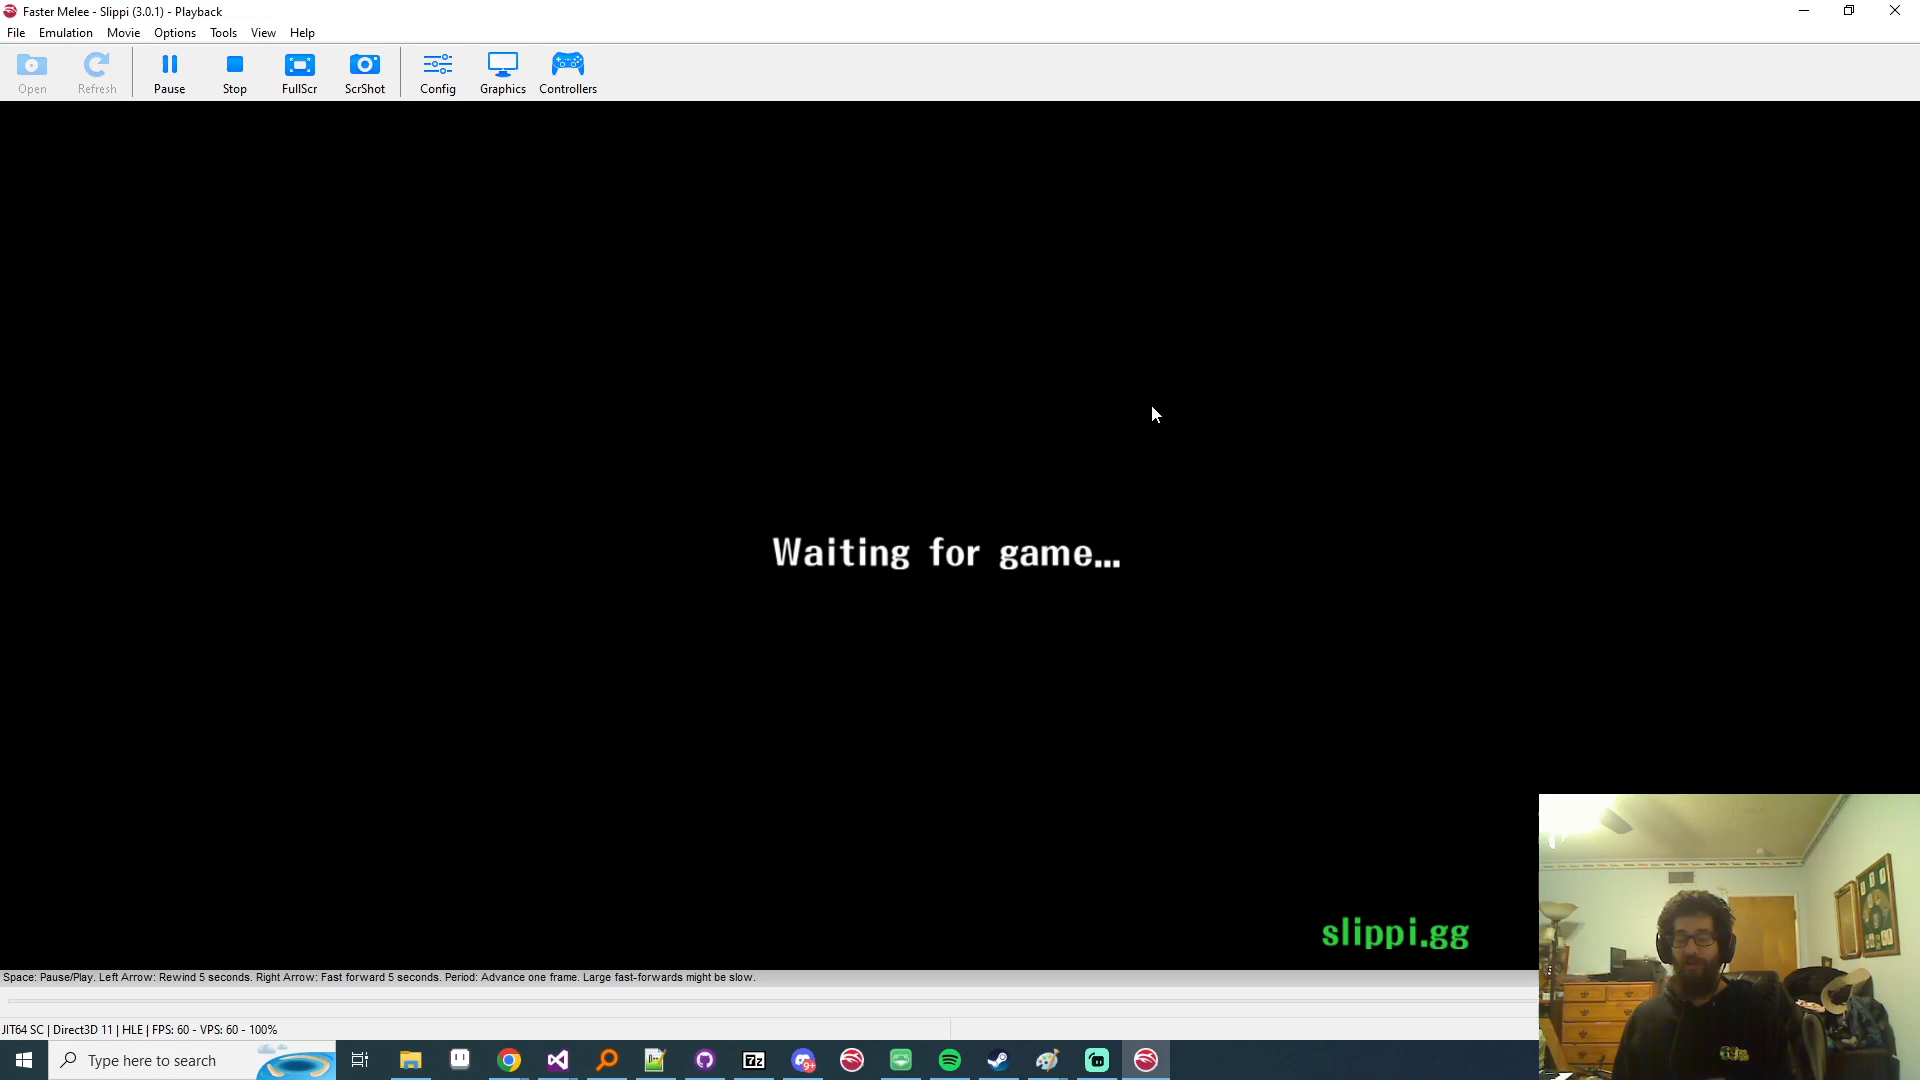 Faster Melee - Slippi (3.0.1) - Playback
File Emulation Movie Options Tools View Help
Open Refresh Pause Stop FullScr ScrShot Config Graphics Controllers
Waiting for game...
slippi.gg
Space: Pause/Play. Left Arrow: Rewind 5 seconds. Right Arrow: Fast forward 5 seconds. Period: Advance one frame. Large fast-forwards might be slow.
JIT64 SC | Direct3D 11 | HLE | FPS: 60 - VPS: 60 - 100%
Type here to search
7z
9+